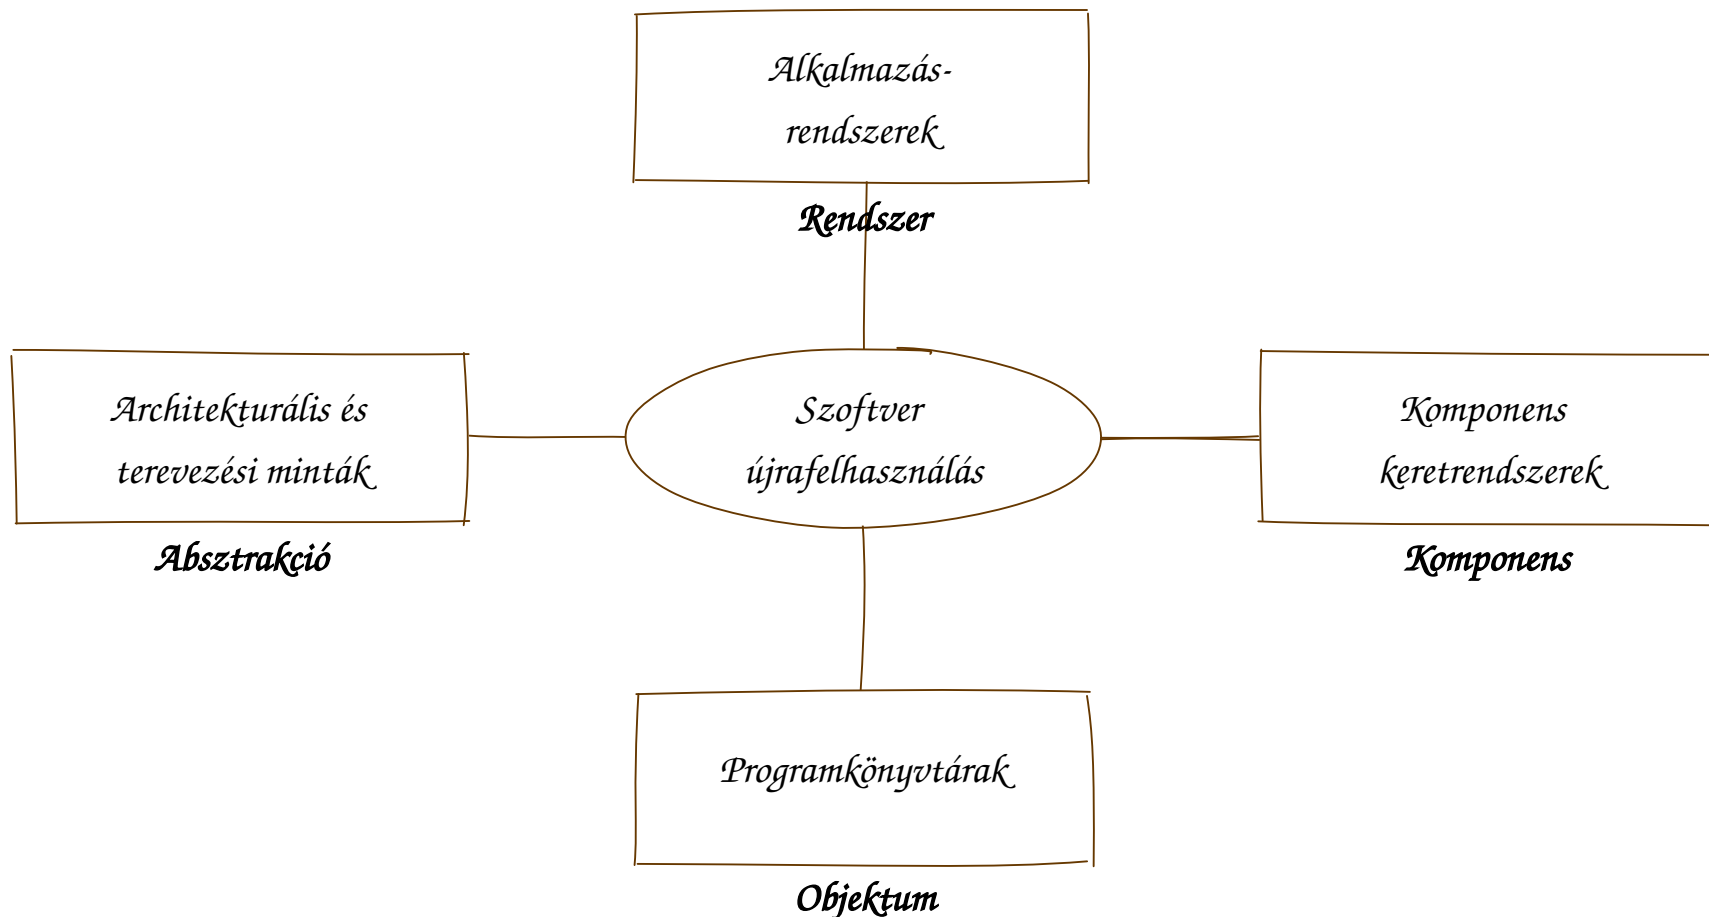 Alkalmazás-
rendszerek
Rendszer
Architekturális és
terevezési minták
Absztrakció
Szoftver
újrafelhasználás
Komponens
keretrendszerek
Komponens
Programkönyvtárak
Objektum